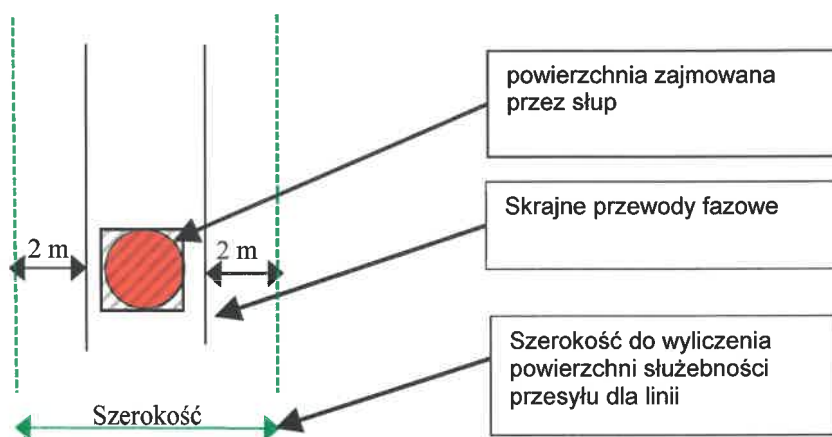 powierzchnia zajmowana
przez słup
Skrajne przewody fazowe
2 m
2 m
Szerokość do wyliczenia
powierzchni służebności
przesyłu dla linii
Szerokość